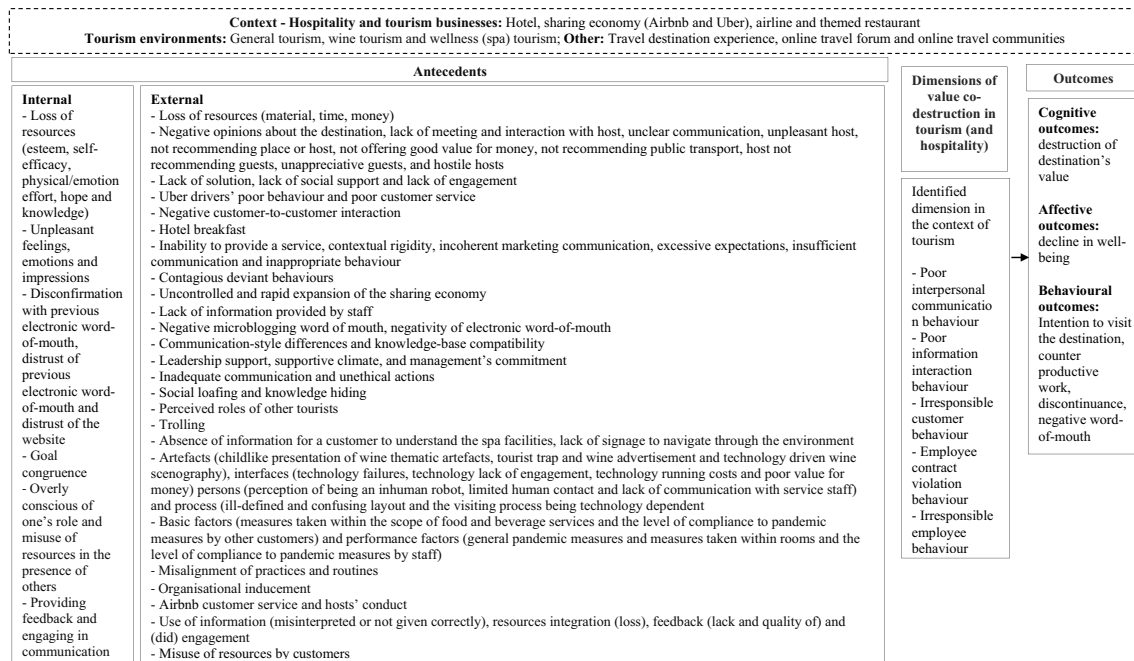 Context - Hospitality and tourism businesses: Hotel, sharing economy (Airbnb and Uber), airline and themed restaurant
Tourism environments: General tourism, wine tourism and wellness (spa) tourism; Other: Travel destination experience, online travel forum and online travel communities
Antecedents
Internal
- Loss of
resources
(esteem, self-
efficacy,
physical/emotion
effort, hope and
knowledge)
- Unpleasant
feelings,
emotions and
impressions
- Disconfirmation
with previous
electronic word-
of-mouth,
distrust of
previous
electronic word-
of-mouth and
distrust of the
website
- Goal
congruence
- Overly
conscious of
one's role and
misuse of
resources in the
presence of
others
- Providing
feedback and
engaging in
communication
External
- Loss of resources (material, time, money)
- Negative opinions about the destination, lack of meeting and interaction with host, unclear communication, unpleasant host,
not recommending place or host, not offering good value for money, not recommending public transport, host not
recommending guests, unappreciative guests, and hostile hosts
- Lack of solution, lack of social support and lack of engagement
- Uber drivers' poor behaviour and poor customer service
- Negative customer-to-customer interaction
- Hotel breakfast
- Inability to provide a service, contextual rigidity, incoherent marketing communication, excessive expectations, insufficient
communication and inappropriate behaviour
- Contagious deviant behaviours
- Uncontrolled and rapid expansion of the sharing economy
- Lack of information provided by staff
- Negative microblogging word of mouth, negativity of electronic word-of-mouth
- Communication-style differences and knowledge-base compatibility
- Leadership support, supportive climate, and management's commitment
- Inadequate communication and unethical actions
- Social loafing and knowledge hiding
- Perceived roles of other tourists
- Trolling
- Absence of information for a customer to understand the spa facilities, lack of signage to navigate through the environment
- Artefacts (childlike presentation of wine thematic artefacts, tourist trap and wine advertisement and technology driven wine
scenography), interfaces (technology failures, technology lack of engagement, technology running costs and poor value for
money) persons (perception of being an inhuman robot, limited human contact and lack of communication with service staff)
and process (ill-defined and confusing layout and the visiting process being technology dependent
- Basic factors (measures taken within the scope of food and beverage services and the level of compliance to pandemic
measures by other customers) and performance factors (general pandemic measures and measures taken within rooms and the
level of compliance to pandemic measures by staff)
- Misalignment of practices and routines
- Organisational inducement
- Airbnb customer service and hosts' conduct
- Use of information (misinterpreted or not given correctly), resources integration (loss), feedback (lack and quality of) and
(did) engagement
- Misuse of resources by customers
Dimensions of
value co-
destruction in
tourism (and
hospitality)
Identified
dimension in
the context of
tourism
- Poor
interpersonal
communicatio
n behaviour
- Poor
information
interaction
behaviour
- Irresponsible
customer
behaviour
- Employee
contract
violation
behaviour
- Irresponsible
employee
behaviour
Outcomes
Cognitive
outcomes:
destruction of
destination's
value
Affective
outcomes:
decline in well-
being
Behavioural
outcomes:
Intention to visit
the destination,
counter
productive
work,
discontinuance,
negative word-
of-mouth